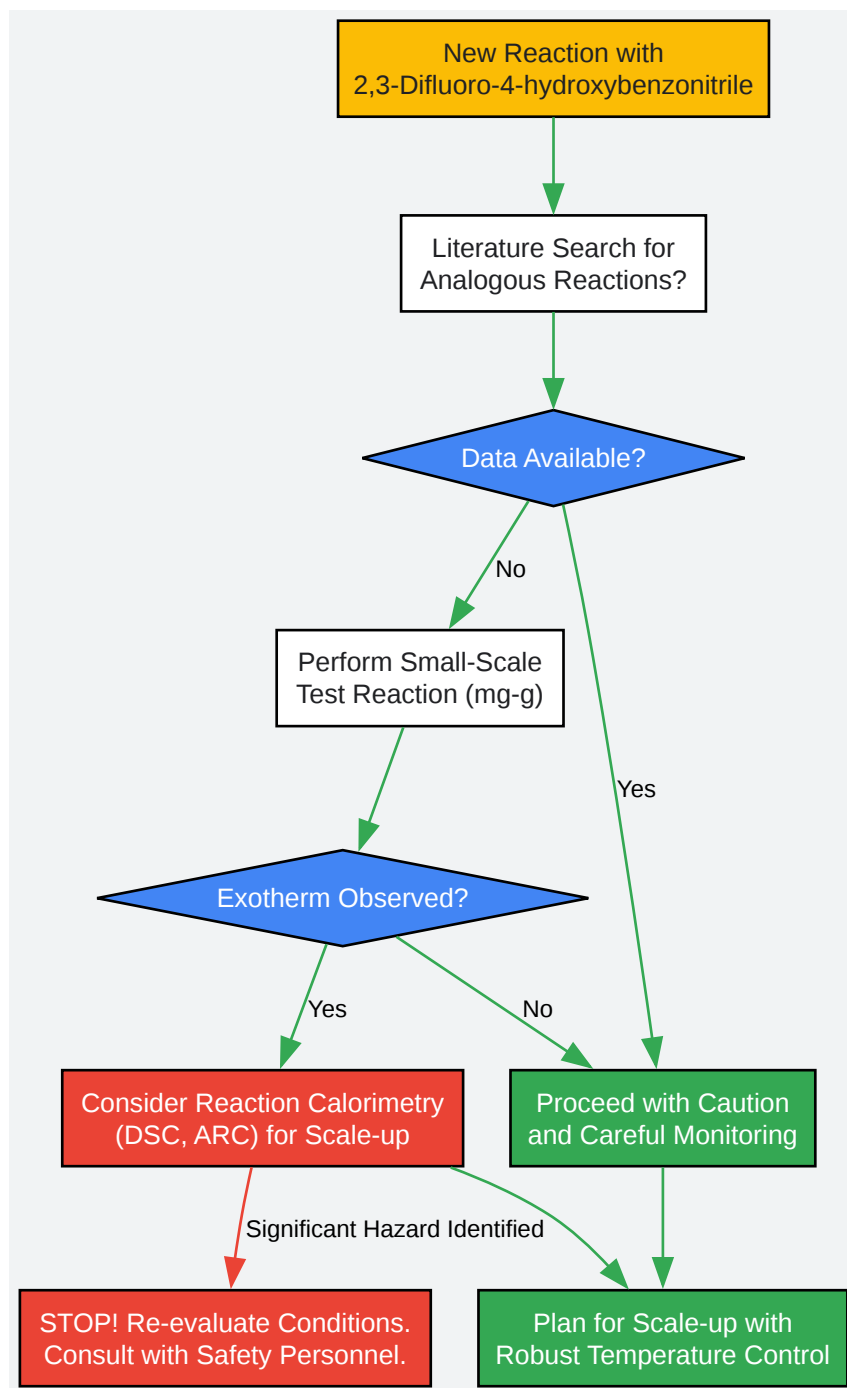 New Reaction with
2,3-Difluoro-4-hydroxybenzonitrile
Literature Search for
Analogous Reactions?
Data Available?
No
Perform Small-Scale
Test Reaction (mg-g)
Yes
Exotherm Observed?
Yes
No
Consider Reaction Calorimetry
(DSC, ARC) for Scale-up
Proceed with Caution
and Careful Monitoring
Significant Hazard Identified
STOP! Re-evaluate Conditions.
Consult with Safety Personnel.
Plan for Scale-up with
Robust Temperature Control